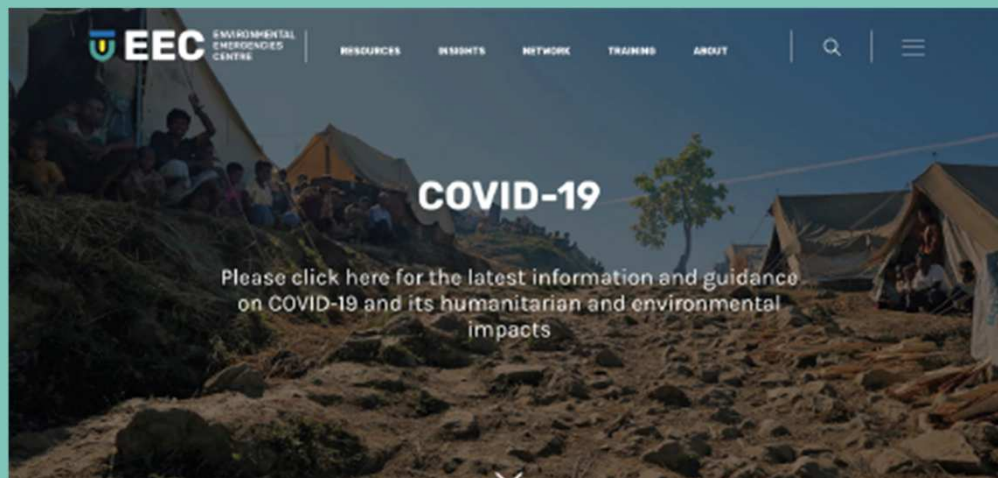 EEC
ENVIRONMENTAL
EMERGENCIES
CENTRE
RESOURCES
INSIGHTS
NETWORK
TRAINING
ABOUT
COVID-19
Please click here for the latest information and guidance
on COVID-19 and its humanitarian and environmental
impacts